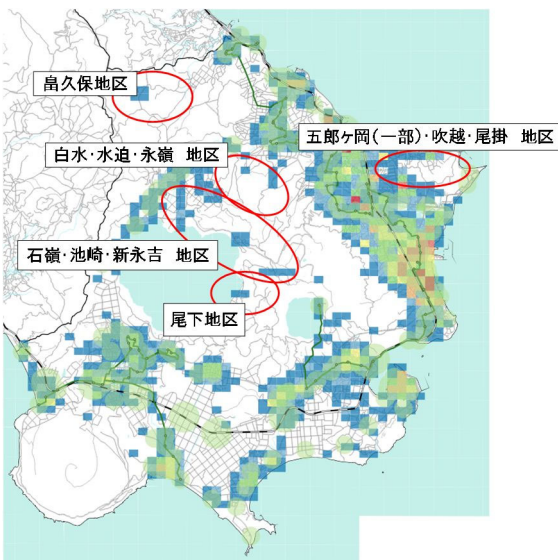 畠久保地区
五郎ヶ岡(一部)・吹越・尾掛 地区
白水・水迫・永嶺 地区
石嶺・池崎・新永吉 地区
尾下地区